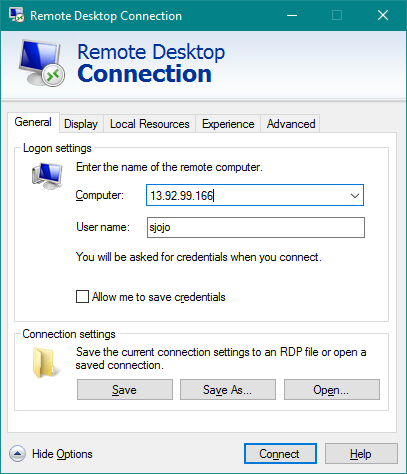 Remote Desktop Connection
Remote Desktop
Connection
General Display Local Resources Experience Advanced
Logon settings
Enter the name of the remote computer.
Computer: 13.92.99.166
User name: sjojo
You will be asked for credentials when you connect.
Allow me to save credentials
Connection settings
Save the current connection settings to an RDP file or open a
saved connection.
Save Save As... Open...
Hide Options Connect Help